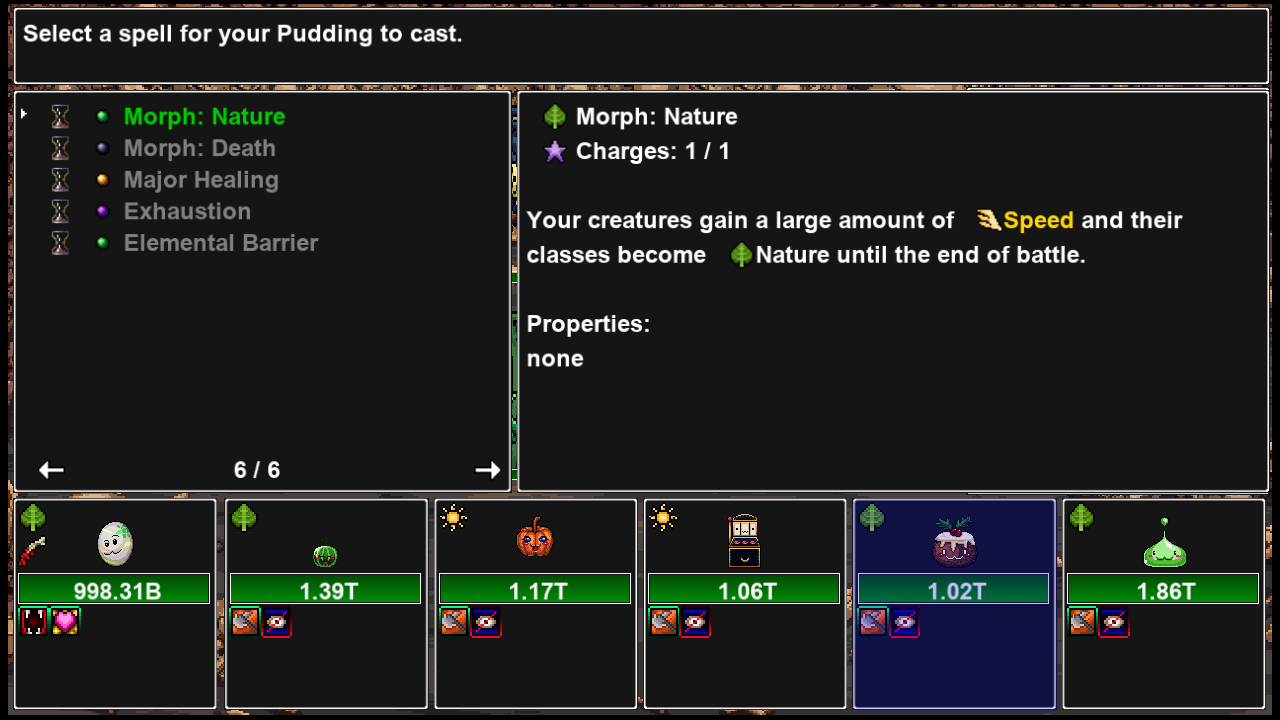 Select a spell for your Pudding to cast.
Morph: Nature
Morph: Death
Major Healing
Exhaustion
Elemental Barrier
6 / 6
Morph: Nature
Charges: 1 / 1
Your creatures gain a large amount of Speed and their
classes become Nature until the end of battle.
Properties:
none
998.31B
1.39T
1.17T
1.06T
1.02T
1.86T